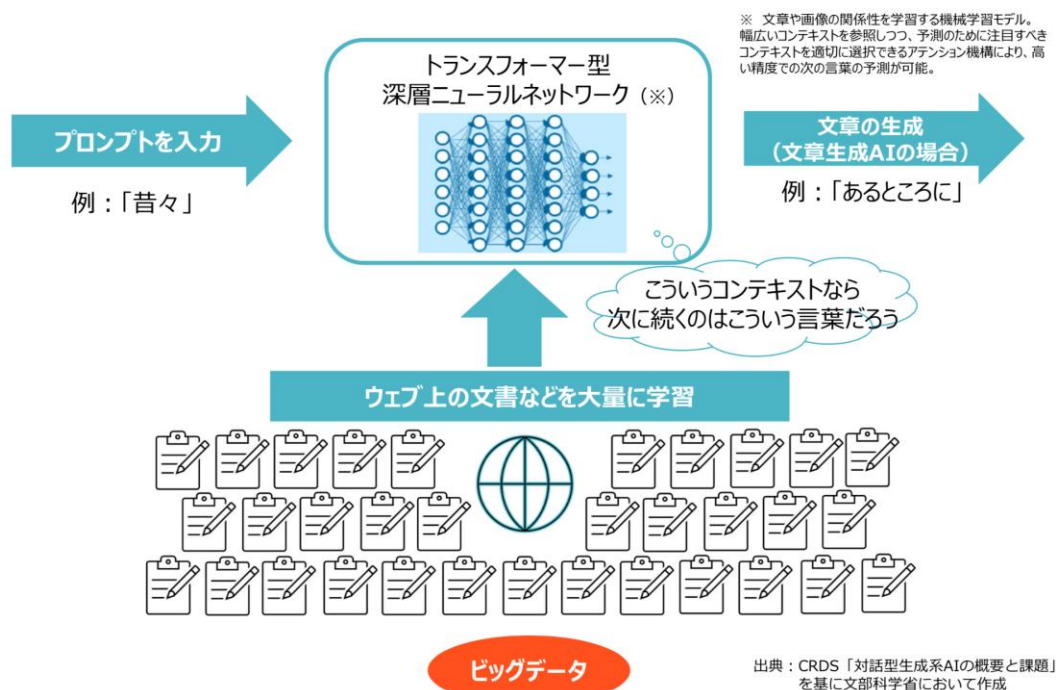 ※ 文章や画像の関係性を学習する機械学習モデル。
幅広いコンテキストを参照しつつ、予測のために注目すべき
コンテキストを適切に選択できるアテンション機構により、高
い精度での次の言葉の予測が可能。
トランスフォーマー型
深層ニューラルネットワーク（※）
プロンプトを入力
例：「昔々」
文章の生成
（文章生成AIの場合）
例：「あるところに」
こういうコンテキストなら
次に続くのはこういう言葉だろう
ウェブ上の文書などを大量に学習
ビッグデータ
出典：CRDS「対話型生成系AIの概要と課題」
を基に文部科学省において作成